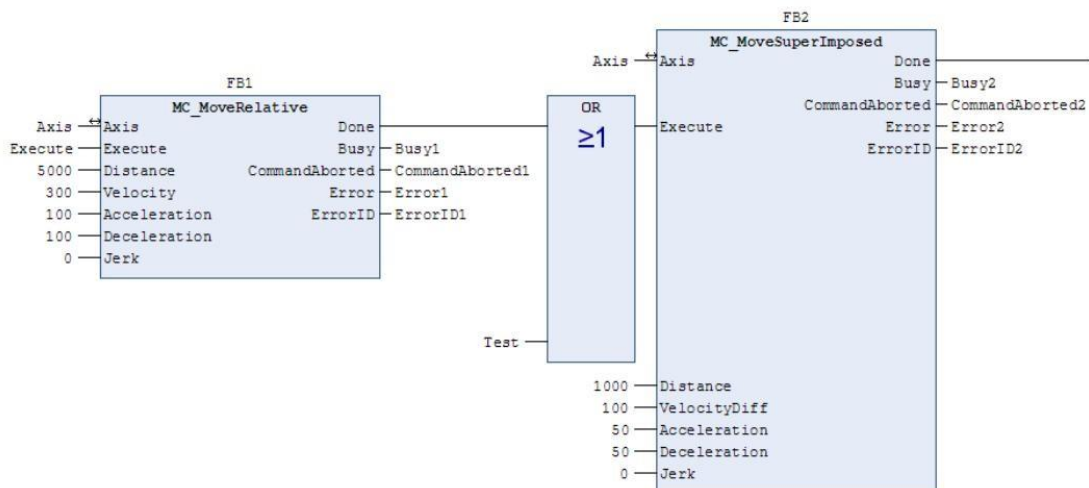 FB1
MC_MoveRelative
Axis Axis Done
Execute Execute Busy Busy1
5000 Distance CommandAborted CommandAborted1
300 Velocity Error Error1
100 Acceleration ErrorID ErrorID1
100 Deceleration
0 Jerk
OR
≥1
Test
FB2
MC_MoveSuperImposed
Axis Axis Done
Busy Busy2
CommandAborted CommandAborted2
Execute Error Error2
ErrorID ErrorID2
1000 Distance
100 VelocityDiff
50 Acceleration
50 Deceleration
0 Jerk